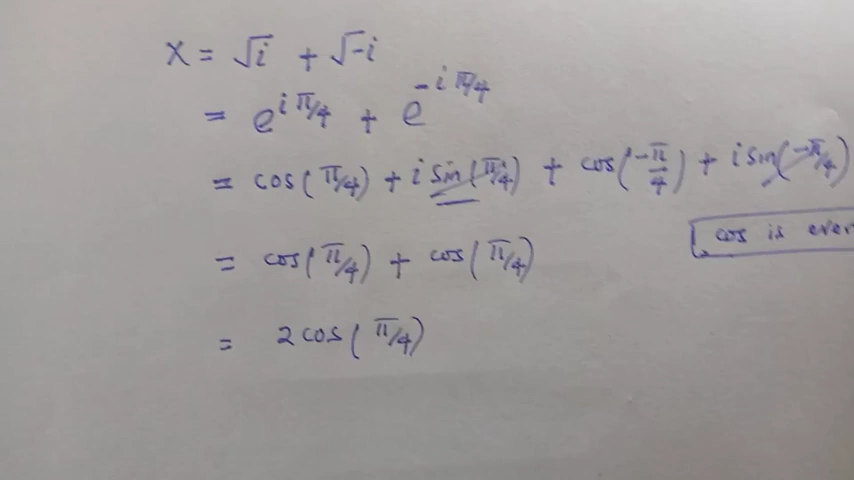 x = √i + √-i
= e^{iπ/4} + e^{-iπ/4}
= cos(π/4) + i sin(π/4) + cos(-π/4) + i sin(-π/4)
cos is even
= cos(π/4) + cos(π/4)
= 2cos(π/4)